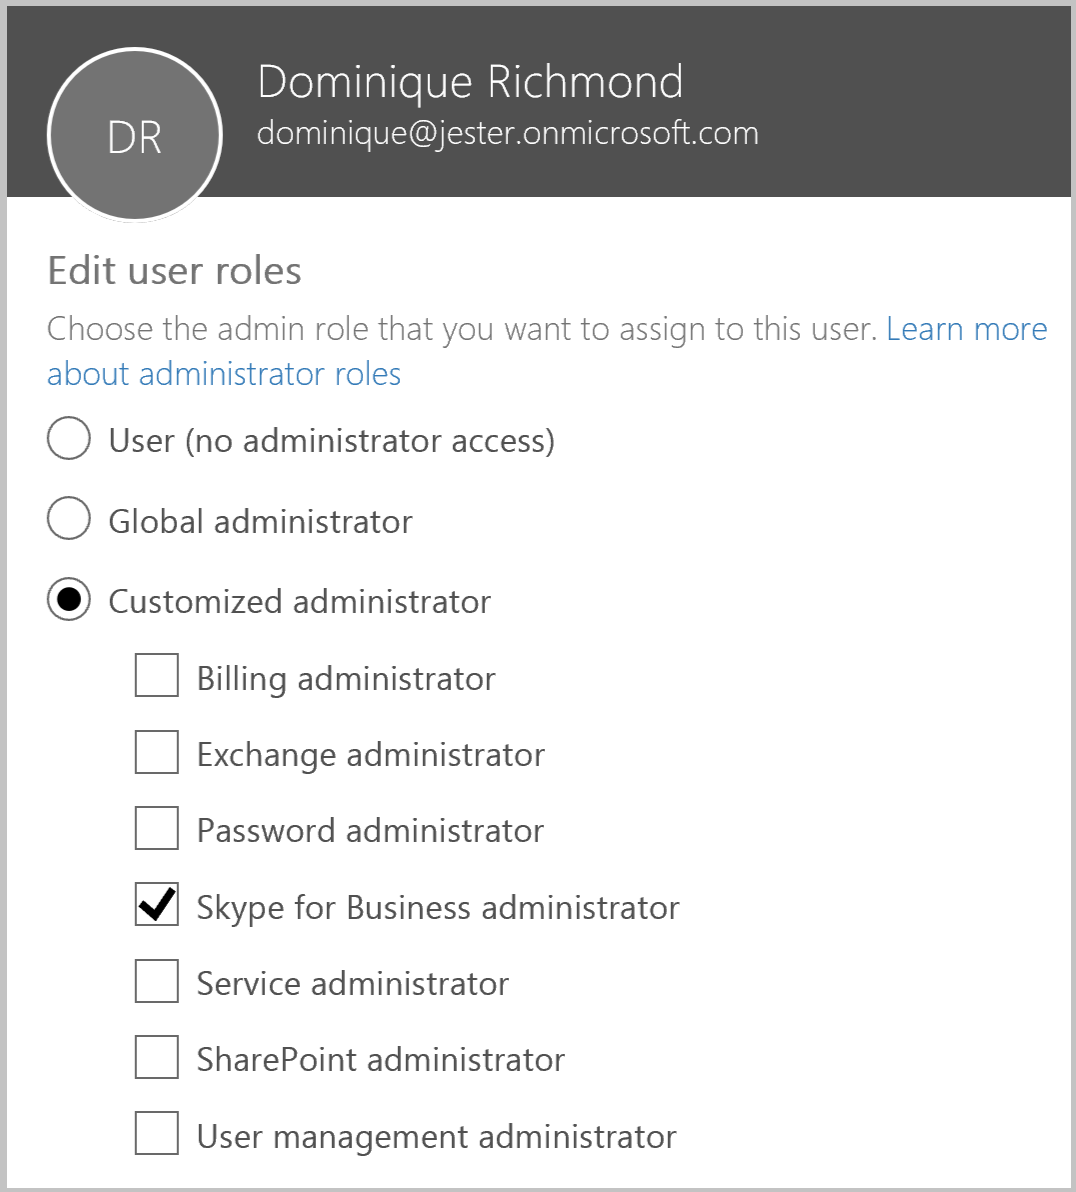 DR
Dominique Richmond
dominique@jester.onmicrosoft.com
Edit user roles
Choose the admin role that you want to assign to this user. Learn more
about administrator roles
User (no administrator access)
Global administrator
Customized administrator
Billing administrator
Exchange administrator
Password administrator
Skype for Business administrator
Service administrator
SharePoint administrator
User management administrator